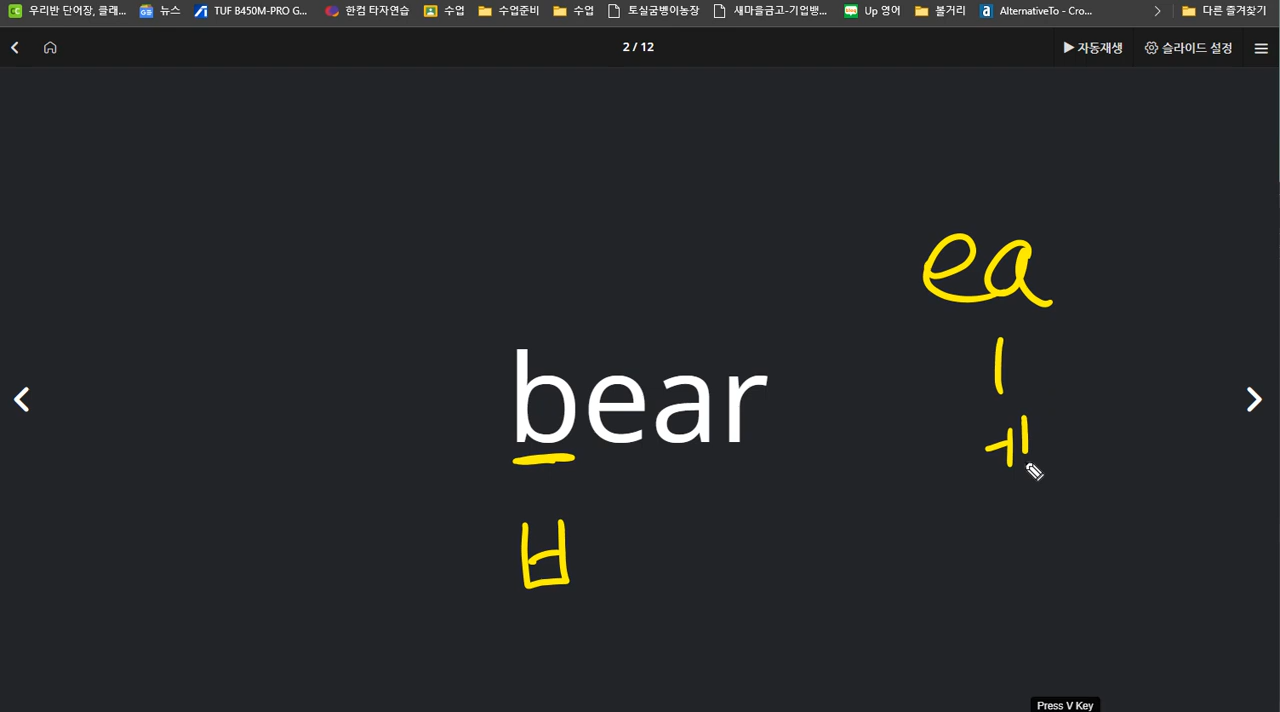 우리반 단어장, 클래... 뉴스 TUF B450M-PRO G... 한컴 타자연습 수업 수업준비 수업 토실굼벵이농장 새마을금고-기업뱅... Up 영어 볼거리 AlternativeTo - Cro... 다른 즐겨찾기
2 / 12 자동재생 슬라이드 설정
ea
ㅣ
bear
ㅔ
ㅂ
Press V Key